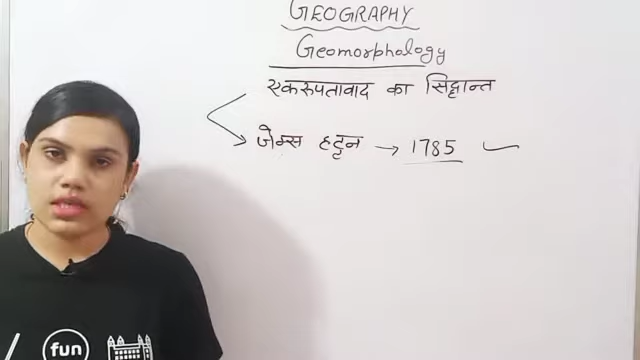 GEOGRAPHY
Geomorphology
एकरुपतावाद का सिद्धान्त
जेम्स हट्टन → 1785
fun